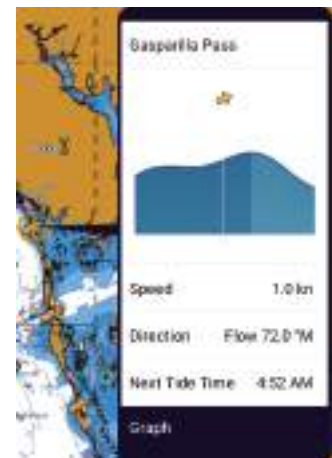 Gasparilla Pass
Speed 1.0 kn
Direction Flow 72.0 °M
Next Tide Time 4:52 AM
Graph